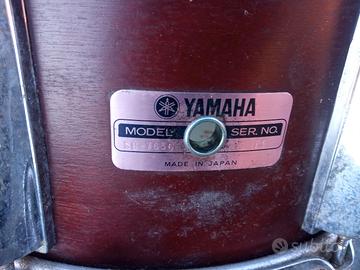 YAMAHA
MODEL SER. NO.
MADE IN JAPAN
subito